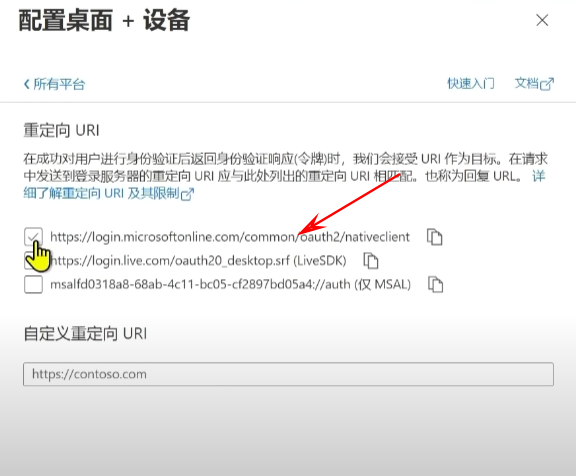 配置桌面 + 设备
所有平台
快速入门
文档
重定向 URI
在成功对用户进行身份验证后返回身份验证响应(令牌)时，我们会接受 URI 作为目标。在请求
中发送到登录服务器的重定向 URI 应与此处列出的重定向 URI 相匹配。也称为回复 URL。 详
细了解重定向 URI 及其限制
https://login.microsoftonline.com/common/oauth2/nativeclient
https://login.live.com/oauth20_desktop.srf (LiveSDK)
msalfd0318a8-68ab-4c11-bc05-cf2897bd05a4://auth (仅 MSAL)
自定义重定向 URI
https://contoso.com